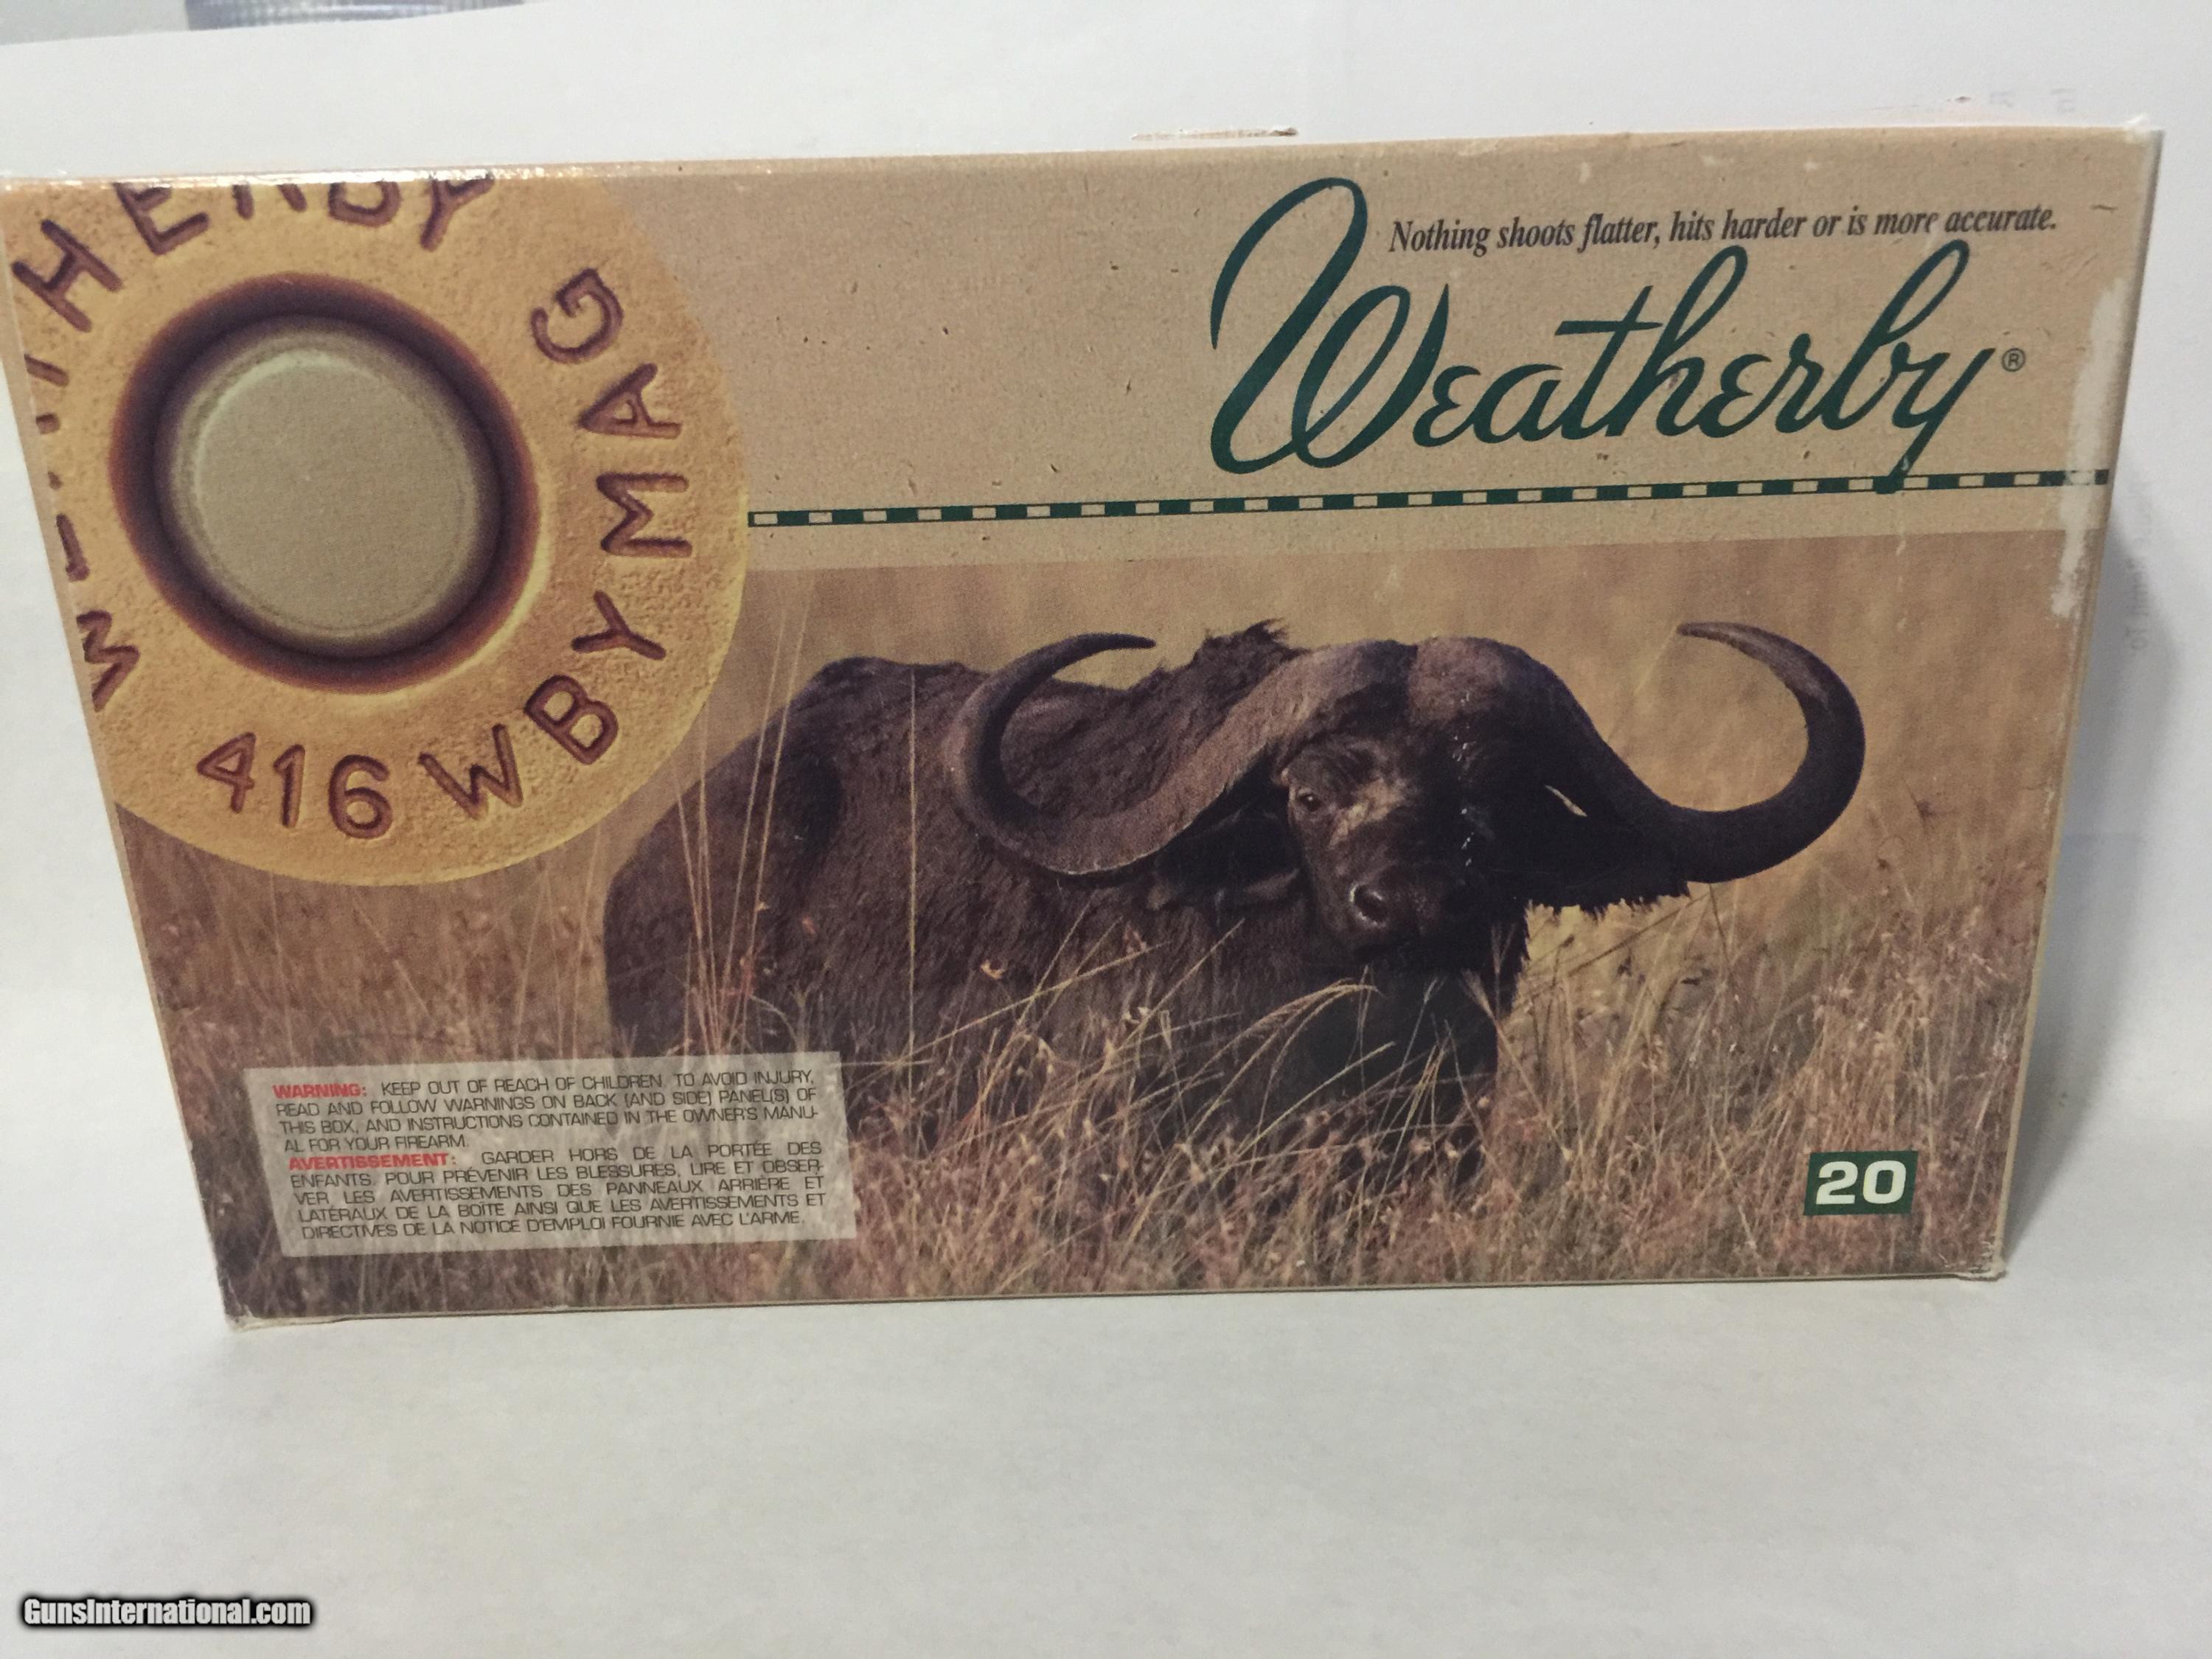 Nothing shoots flatter, hits harder or is more accurate.
Weatherby®
416 WBY MAG
WARNING: KEEP OUT OF REACH OF CHILDREN. TO AVOID INJURY,
READ AND FOLLOW WARNINGS ON BACK (AND SIDE) PANEL(S) OF
THIS BOX, AND INSTRUCTIONS CONTAINED IN THE OWNER'S MANU-
AL FOR YOUR FIREARM.
AVERTISSEMENT: GARDER HORS DE LA PORTÉE DES
ENFANTS. POUR PRÉVENIR LES BLESSURES, LIRE ET OBSER-
VER LES AVERTISSEMENTS DES PANNEAUX ARRIÈRE ET
LATÉRAUX DE LA BOÎTE AINSI QUE LES AVERTISSEMENTS ET
DIRECTIVES DE LA NOTICE D'EMPLOI FOURNIE AVEC L'ARME.
20
GunsInternational.com